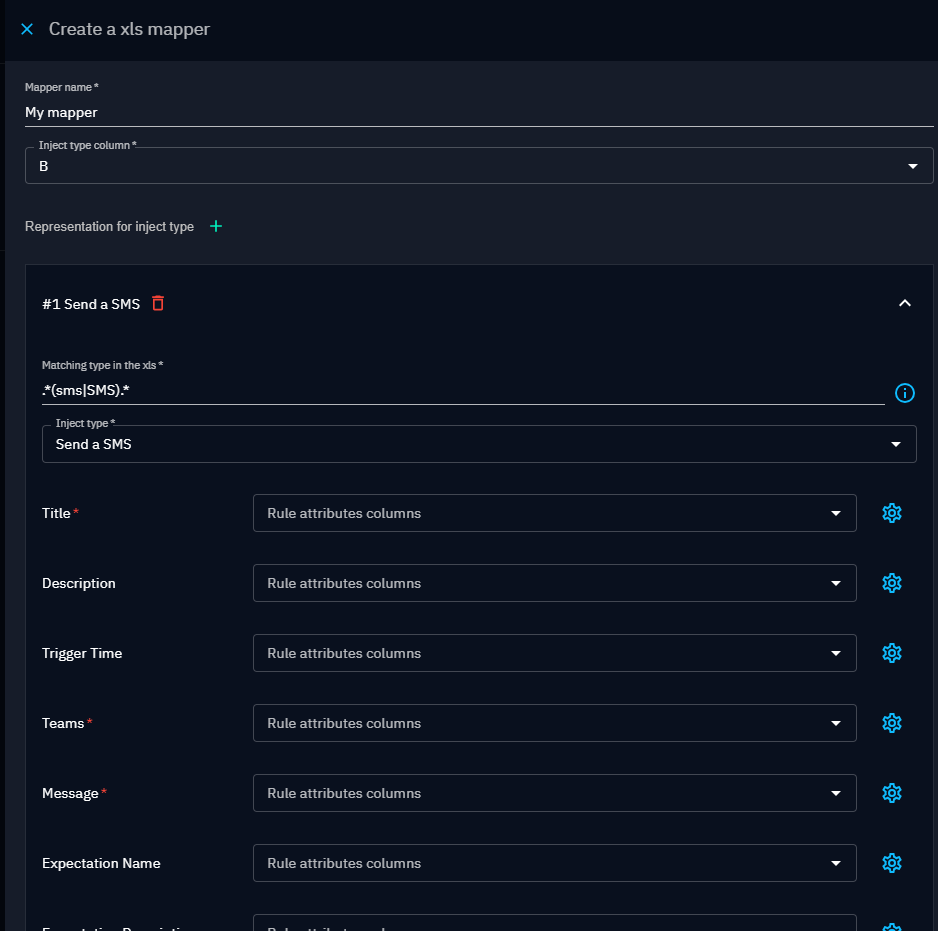 Create a xls mapper
Mapper name *
My mapper
Inject type column *
B
Representation for inject type
#1 Send a SMS
Matching type in the xls *
.*(sms|SMS).*
Inject type *
Send a SMS
Title * Rule attributes columns
Description Rule attributes columns
Trigger Time Rule attributes columns
Teams * Rule attributes columns
Message * Rule attributes columns
Expectation Name Rule attributes columns